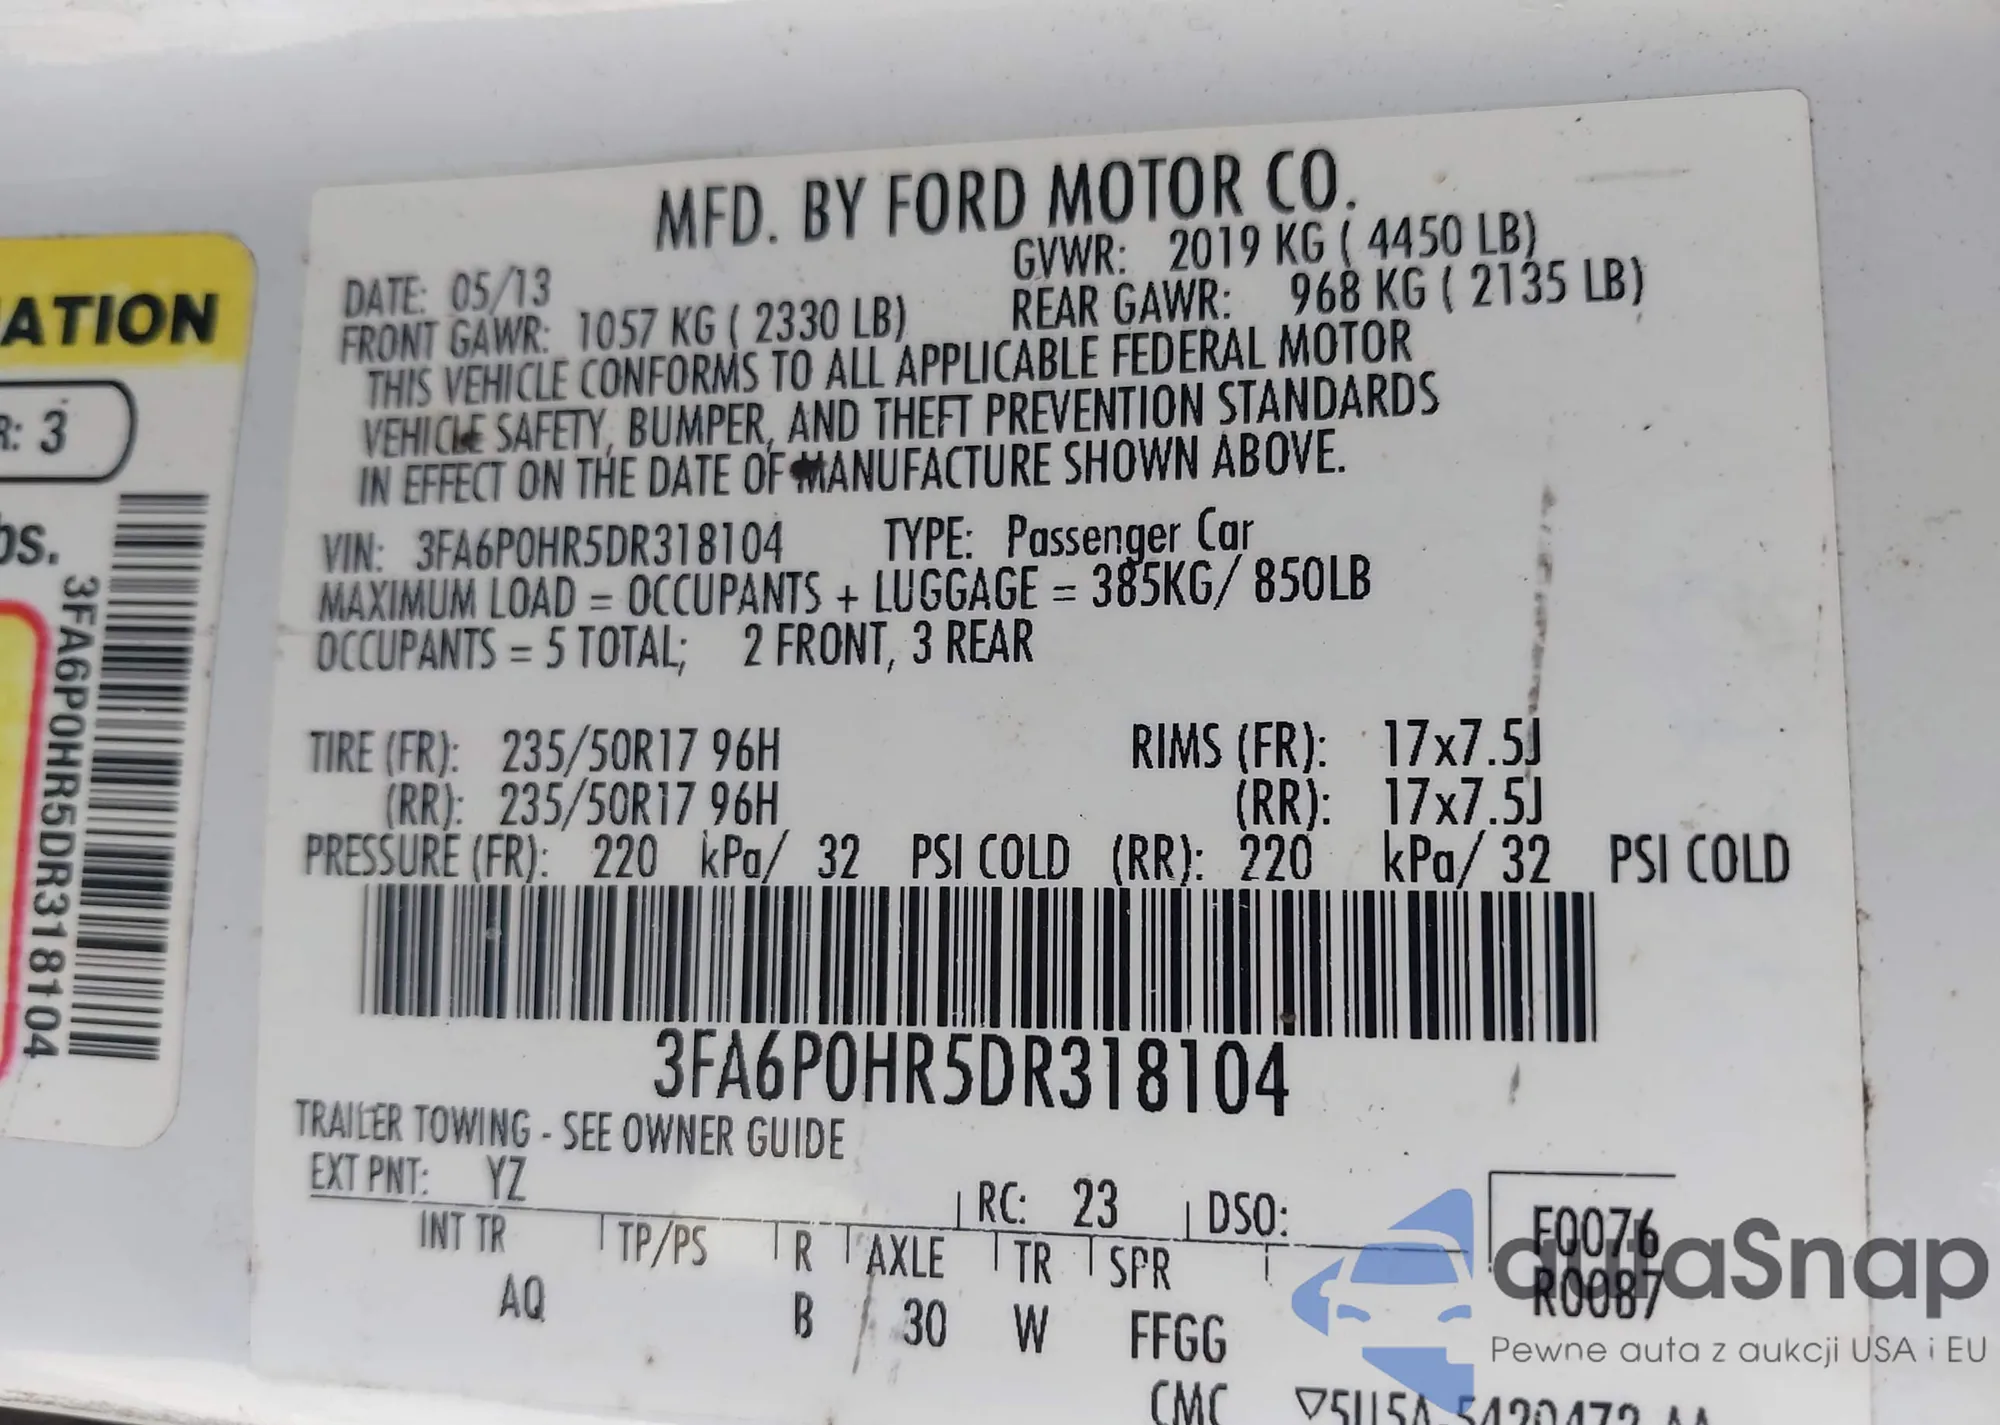 ATION
R: 3
bs.
3FA6P0HR5DR318104
MFD. BY FORD MOTOR CO.
DATE: 05/13 GVWR: 2019 KG ( 4450 LB)
FRONT GAWR: 1057 KG ( 2330 LB) REAR GAWR: 968 KG ( 2135 LB)
THIS VEHICLE CONFORMS TO ALL APPLICABLE FEDERAL MOTOR
VEHICLE SAFETY, BUMPER, AND THEFT PREVENTION STANDARDS
IN EFFECT ON THE DATE OF MANUFACTURE SHOWN ABOVE.
VIN: 3FA6P0HR5DR318104 TYPE: Passenger Car
MAXIMUM LOAD = OCCUPANTS + LUGGAGE = 385KG/ 850LB
OCCUPANTS = 5 TOTAL; 2 FRONT, 3 REAR
TIRE (FR): 235/50R17 96H RIMS (FR): 17x7.5J
(RR): 235/50R17 96H (RR): 17x7.5J
PRESSURE (FR): 220 kPa/ 32 PSI COLD (RR): 220 kPa/ 32 PSI COLD
3FA6P0HR5DR318104
TRAILER TOWING - SEE OWNER GUIDE
EXT PNT: YZ RC: 23 DSO:
INT TR TP/PS R AXLE TR SPR
AQ B 30 W FFGG
F0076
R0087
CMC
autaSnap
Pewne auta z aukcji USA i EU